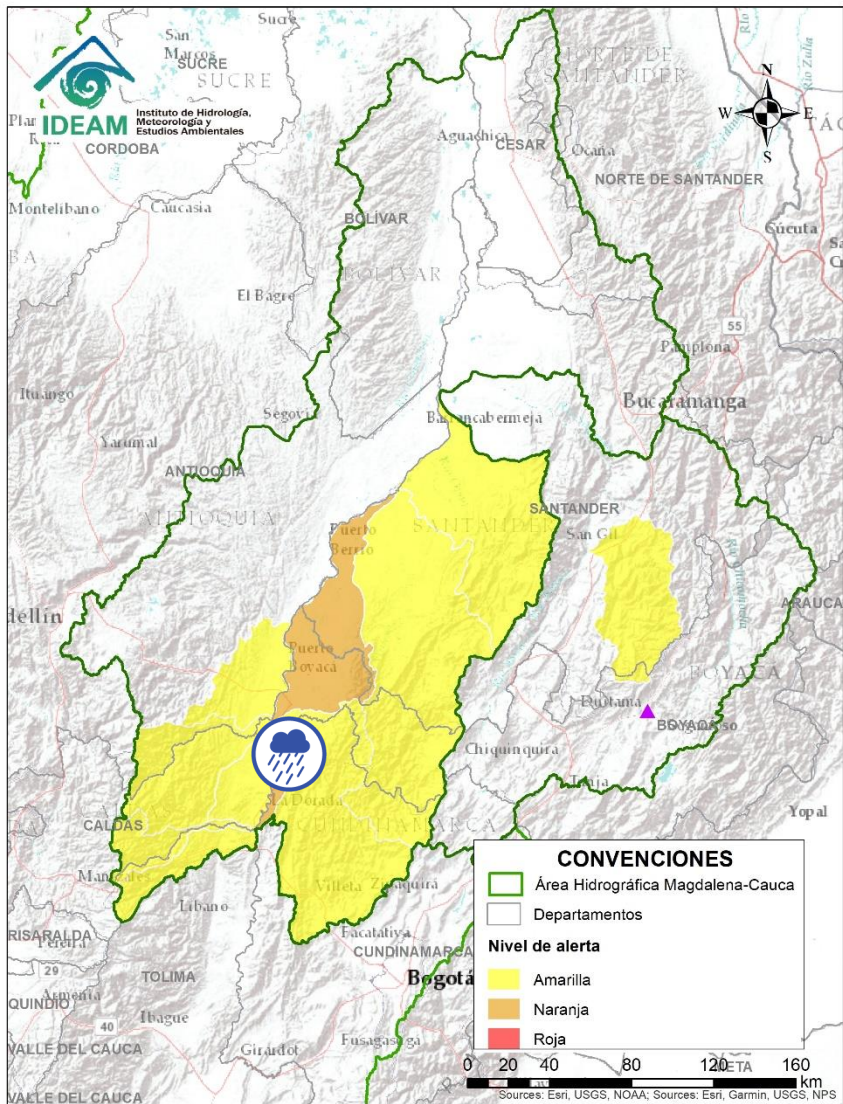 IDEAM
Instituto de Hidrología,
Meteorología y
Estudios Ambientales
San
Marcos
SUCRE
SUCRE
Sucre
CORDOBA
Montelibano
Caucasia
Aguachica
CESAR
Ocaña
NORTE DE
SANTANDER
NORTE DE SANTANDER
Río Zulia
N
W
E
S
BOLÍVAR
BOLIVAR
Cúcuta
El Bagre
55
Pamplona
Ituango
Bucaramanga
Segovia
Barrancabermeja
Yarumal
ANTIOQUIA
ANTIOQUIA
SANTANDER
SANTANDER
San Gil
Puerto
Berrio
ARAUCA
Puerto
Boyacá
BOYACA
Duitama
BOYACÁ
Chiquinquira
Tunja
Yopal
La Dorada
CUNDINAMARCA
CALDAS
Manizales
Villeta
Zipaquirá
Libano
RISARALDA
Pereira
Facatativa
CUNDINAMARCA
Bogotá
29
TOLIMA
QUINDIO
Armenia
Ibague
40
Fusagasuga
VALLE DEL CAUCA
Girardot
VALLE DEL CAUCA
META
CONVENCIONES
Área Hidrográfica Magdalena-Cauca
Departamentos
Nivel de alerta
Amarilla
Naranja
Roja
0 20 40 80 120 160
km
Sources: Esri, USGS, NOAA; Sources: Esri, Garmin, USGS, NPS